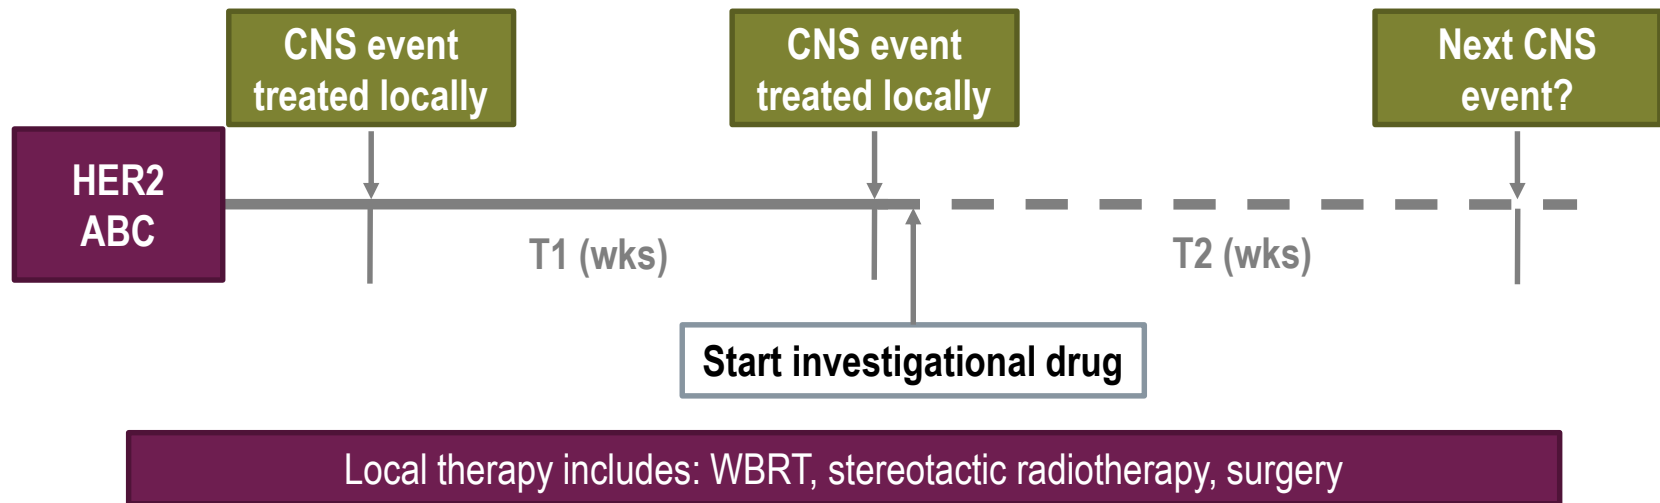 CNS event
treated locally
CNS event
treated locally
Next CNS
event?
HER2
ABC
T1 (wks)
T2 (wks)
Start investigational drug
Local therapy includes: WBRT, stereotactic radiotherapy, surgery